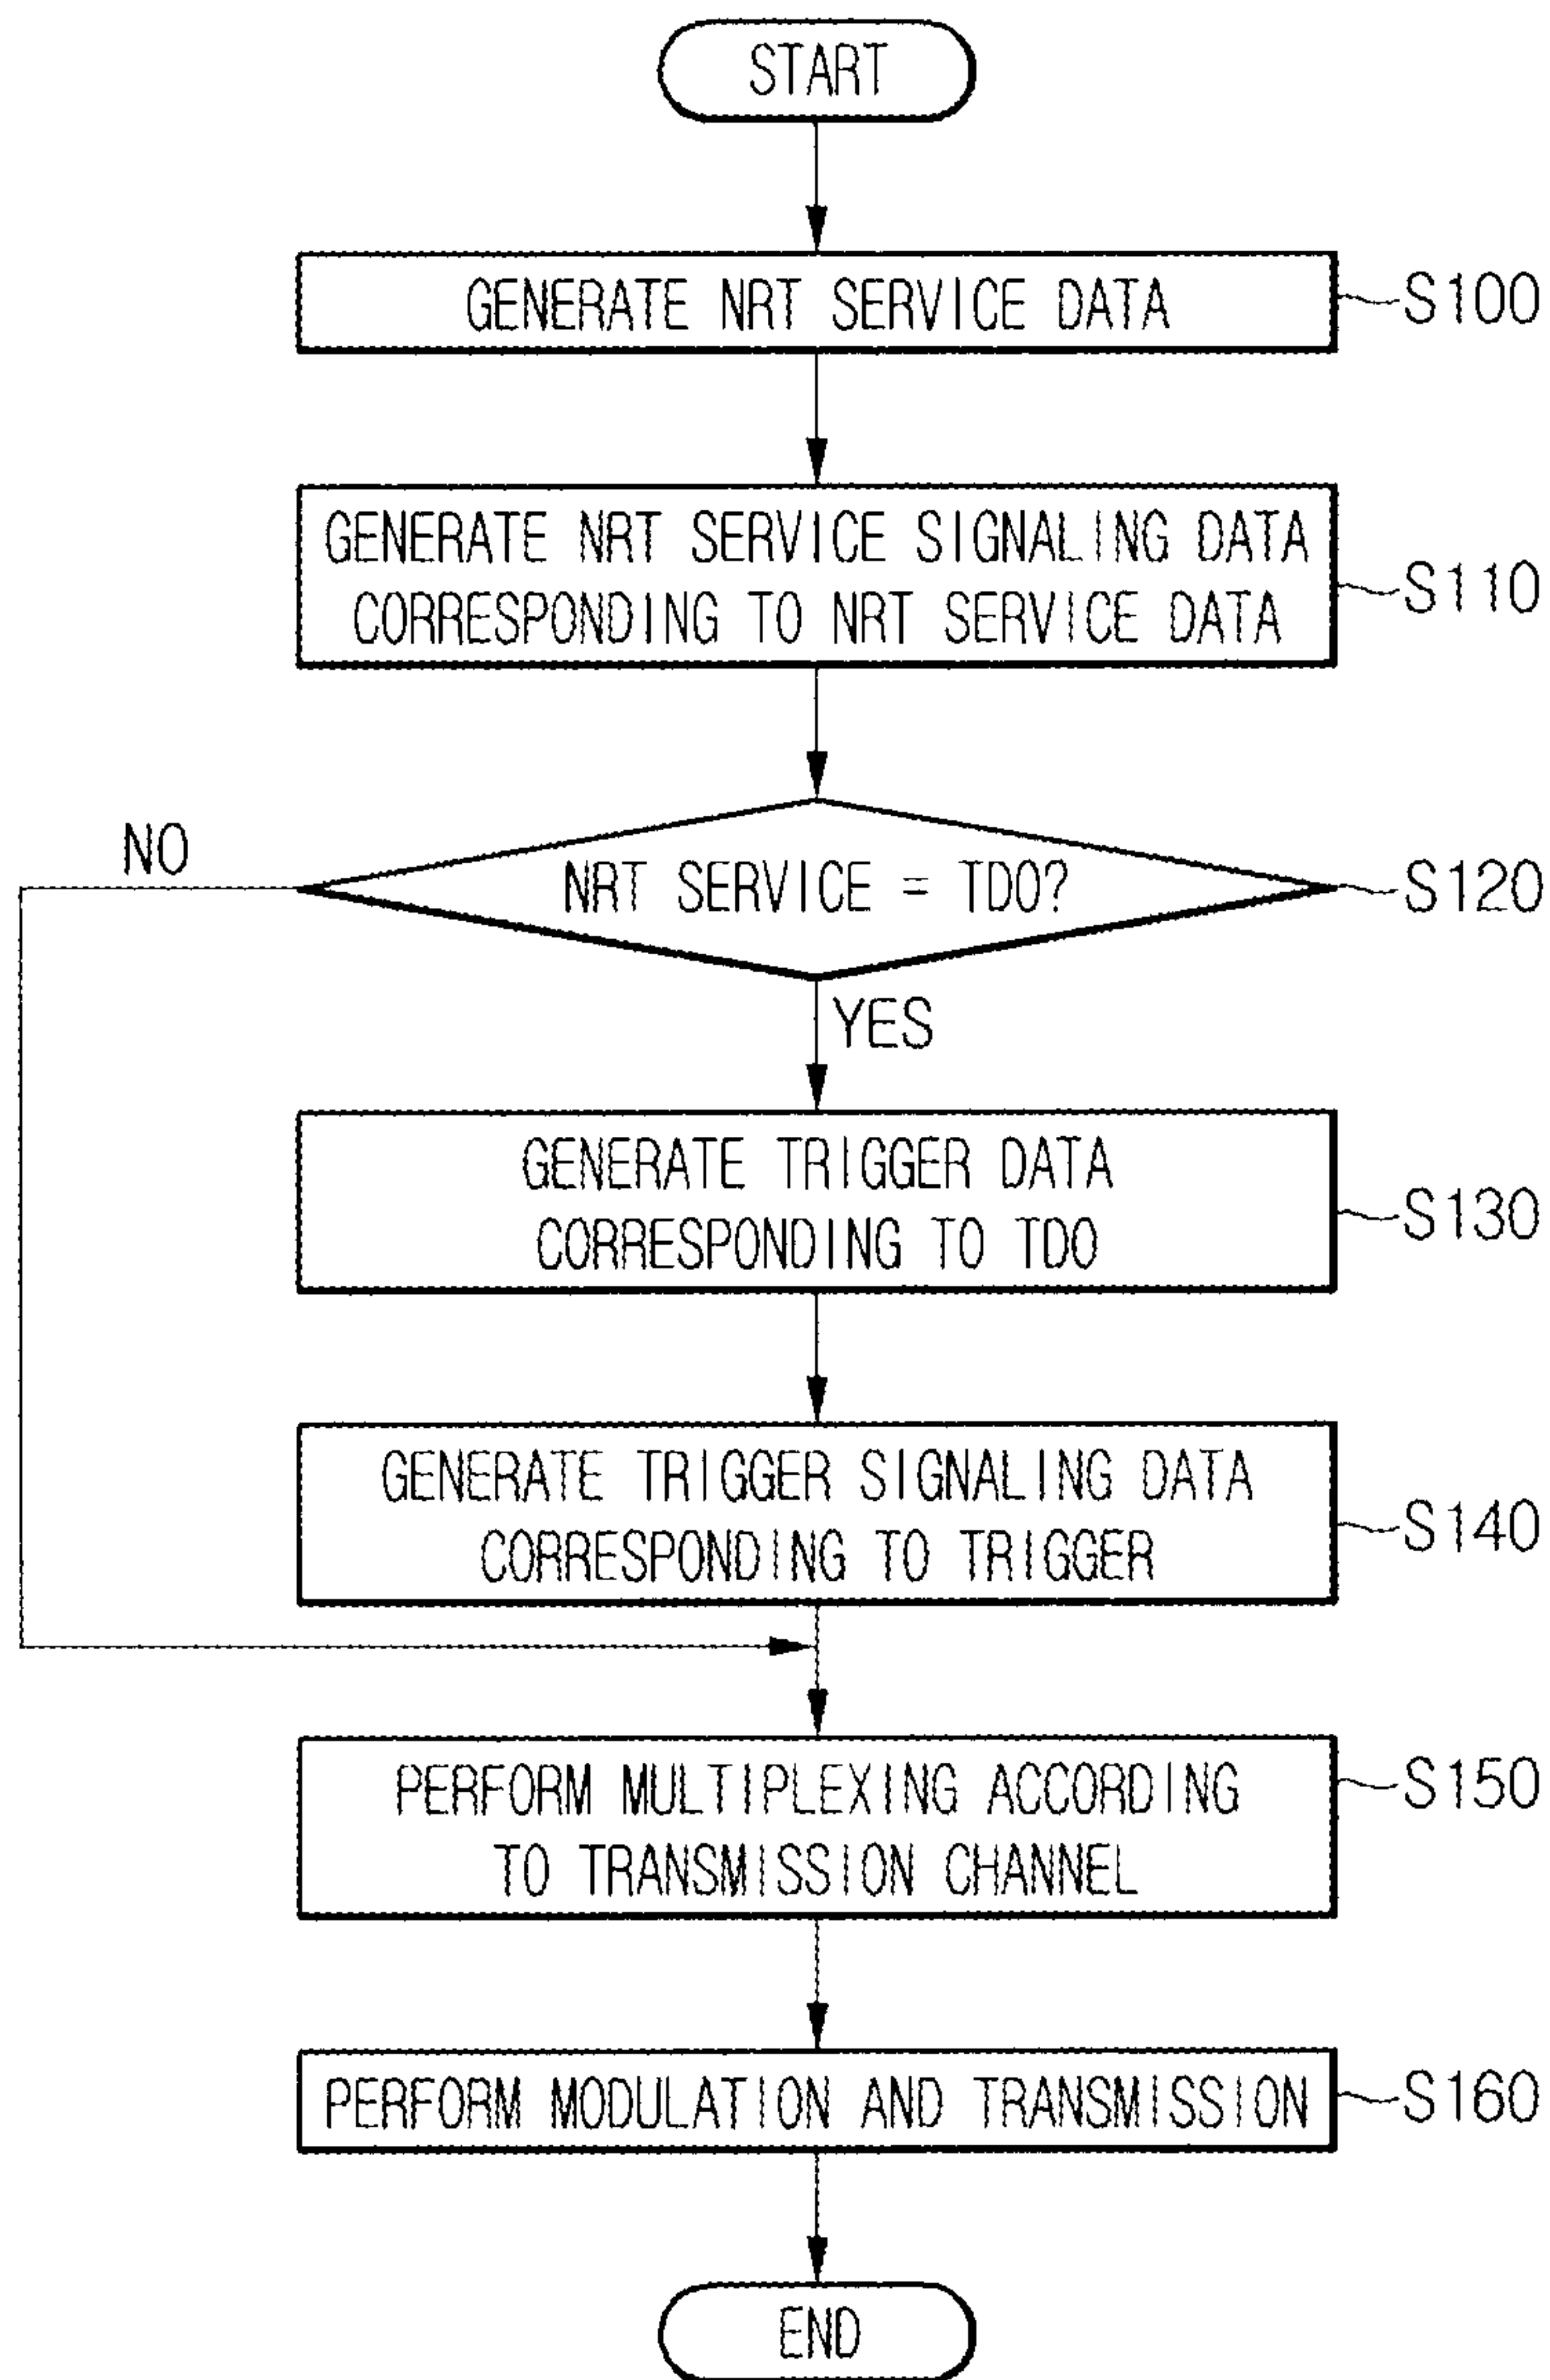 START
GENERATE NRT SERVICE DATA
S100
GENERATE NRT SERVICE SIGNALING DATA
CORRESPONDING TO NRT SERVICE DATA
S110
NO
NRT SERVICE = TDO?
S120
YES
GENERATE TRIGGER DATA
CORRESPONDING TO TDO
S130
GENERATE TRIGGER SIGNALING DATA
CORRESPONDING TO TRIGGER
S140
PERFORM MULTIPLEXING ACCORDING
TO TRANSMISSION CHANNEL
S150
PERFORM MODULATION AND TRANSMISSION
S160
END